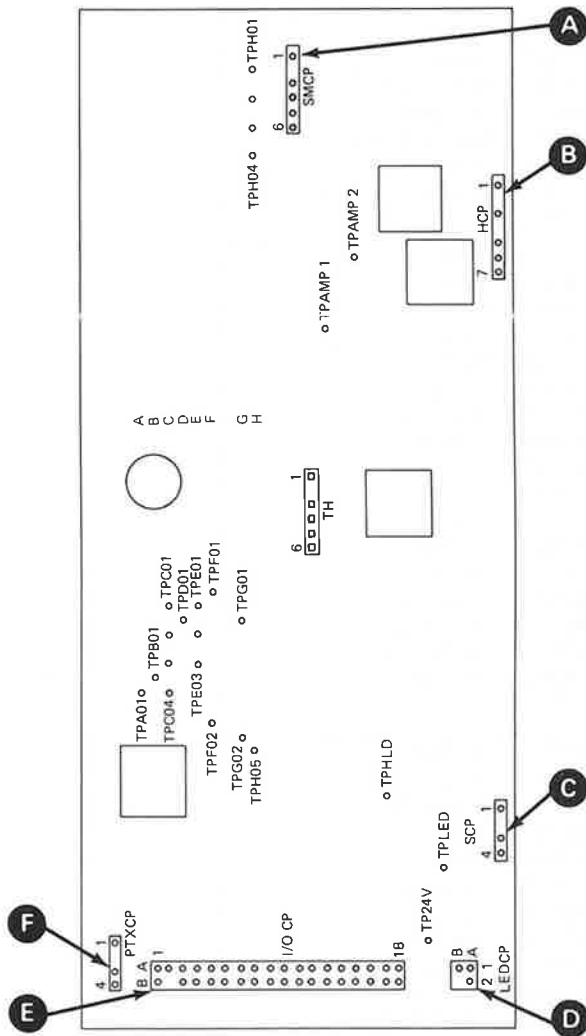 A
TPH01
1
SMCP
6
TPH04
B
1
HCP
7
TPAMP 2
TPAMP 1
A
B
C
D
E
F
G
H
1
TH
6
TPC01
TPD01
TPE01
TPF01
TPB01
TPG01
TPA01
TPC04
TPE03
TPF02
TPG02
TPH05
TPHLD
C
1
SCP
4
TPLED
TP24V
F
1
PTXCP
4
E
B A
1
I/O CP
18
B
A
2 1
LEDCP
D